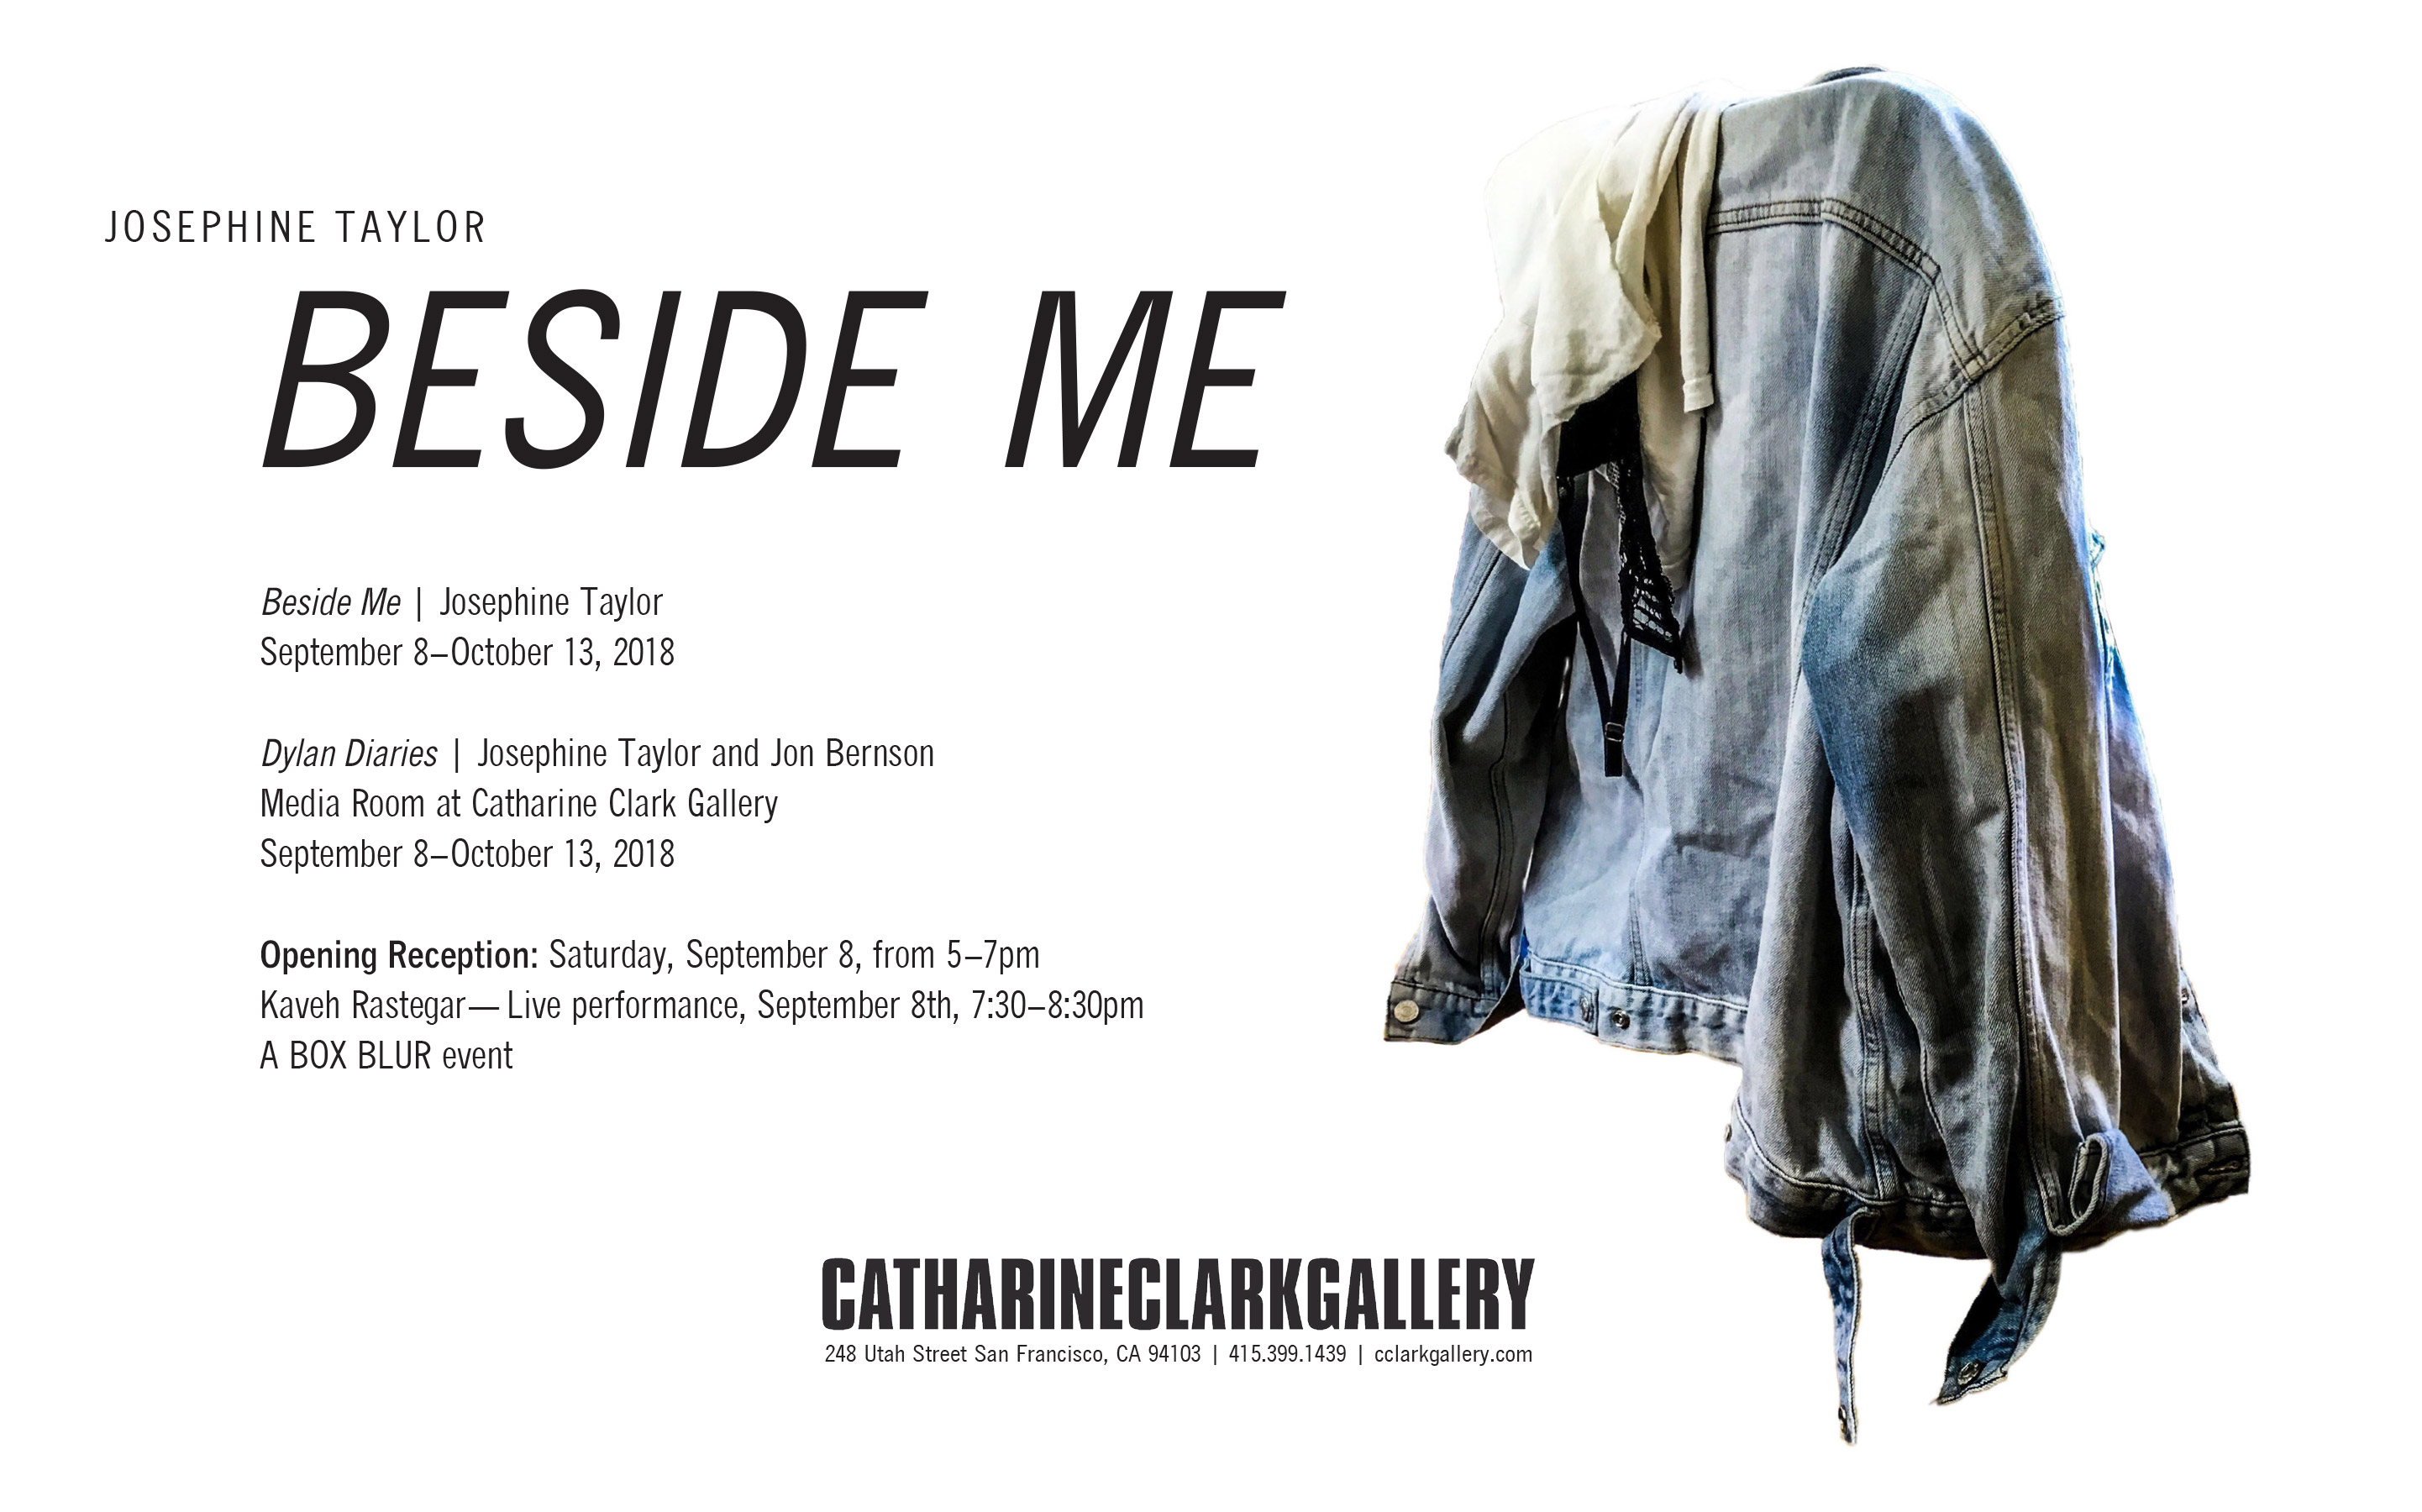 JOSEPHINE TAYLOR
BESIDE ME
Beside Me | Josephine Taylor
September 8–October 13, 2018
Dylan Diaries | Josephine Taylor and Jon Bernson
Media Room at Catharine Clark Gallery
September 8–October 13, 2018
Opening Reception: Saturday, September 8, from 5–7pm
Kaveh Rastegar— Live performance, September 8th, 7:30–8:30pm
A BOX BLUR event
CATHARINECLARKGALLERY
248 Utah Street San Francisco, CA 94103 | 415.399.1439 | cclarkgallery.com